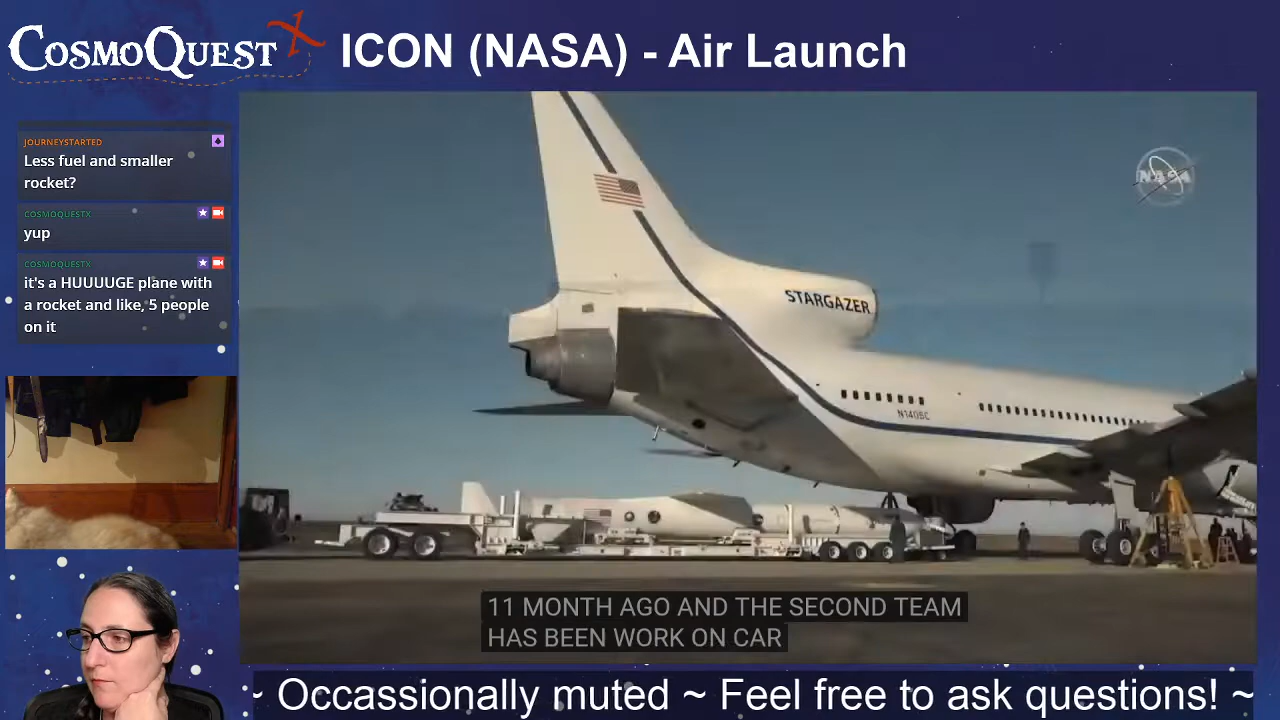 COSMOQUEST X
ICON (NASA) - Air Launch
JOURNEYSTARTED
Less fuel and smaller
rocket?
COSMOQUESTX
yup
COSMOQUESTX
it's a HUUUUGE plane with
a rocket and like, 5 people
on it
NASA
STARGAZER
N140SC
11 MONTH AGO AND THE SECOND TEAM
HAS BEEN WORK ON CAR
~ Occassionally muted ~ Feel free to ask questions! ~